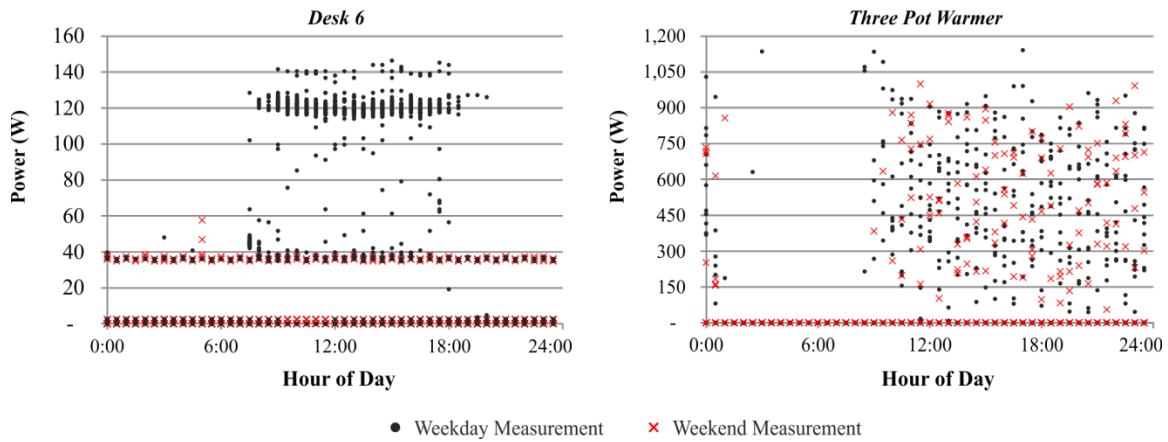 Desk 6
160
140
120
100
80
60
40
20
-
Power (W)
0:00 6:00 12:00 18:00 24:00
Hour of Day
Three Pot Warmer
1,200
1,050
900
750
600
450
300
150
-
Power (W)
0:00 6:00 12:00 18:00 24:00
Hour of Day
Weekday Measurement Weekend Measurement